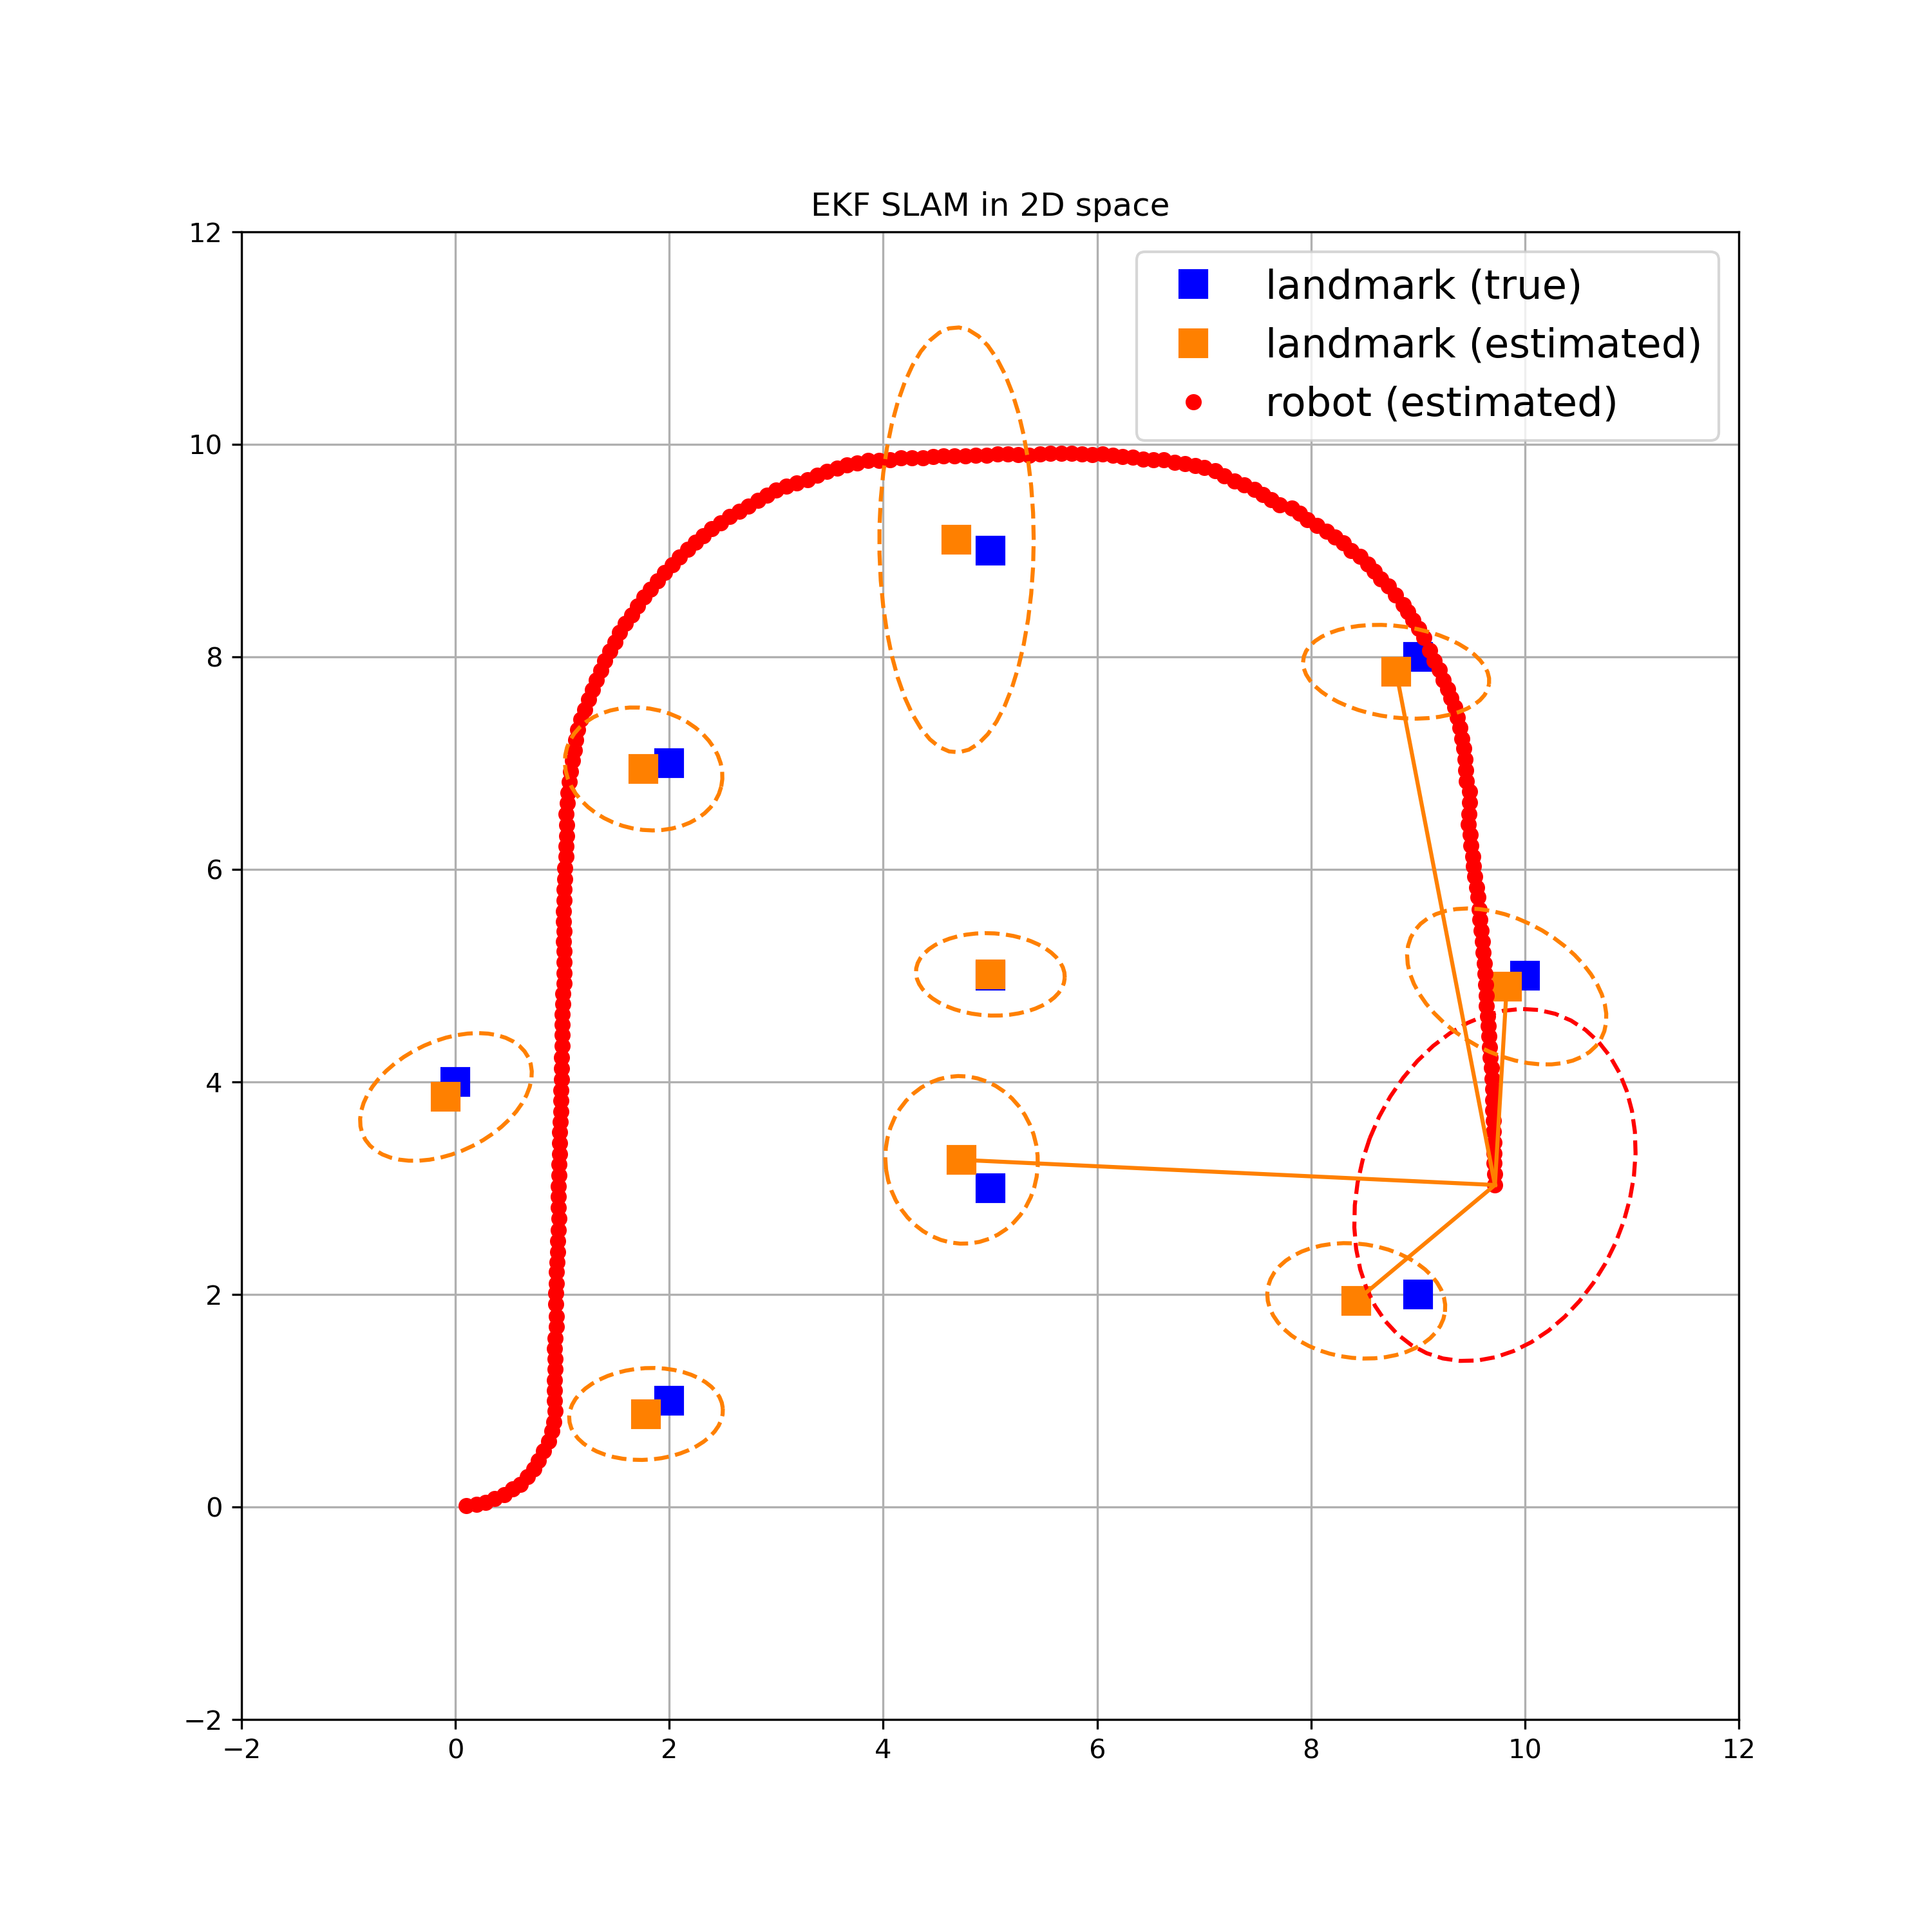 EKF SLAM in 2D space
landmark (true)
landmark (estimated)
robot (estimated)
12
10
8
6
4
2
0
−2
−2 0 2 4 6 8 10 12